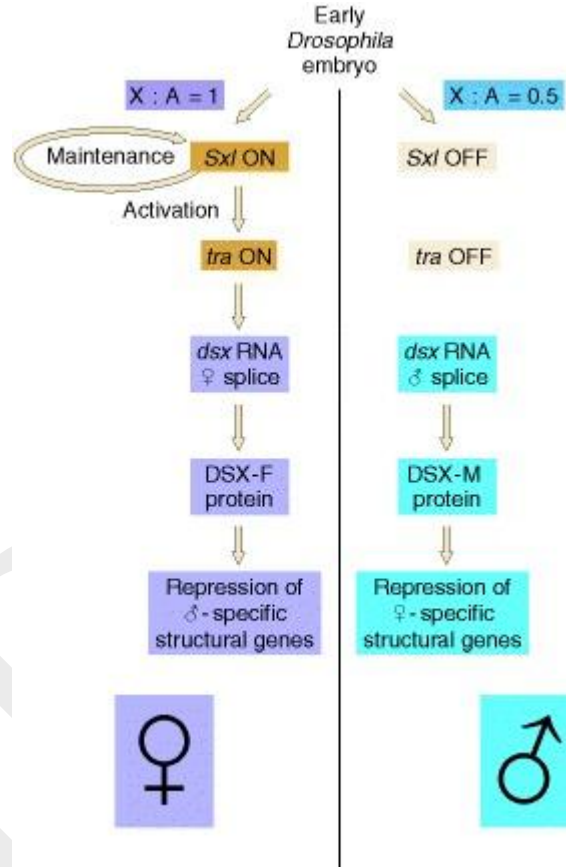 Early
Drosophila
embryo
X : A = 1
X : A = 0.5
Maintenance
Sxl ON
Sxl OFF
Activation
tra ON
tra OFF
dsx RNA
♀ splice
dsx RNA
♂ splice
DSX-F
protein
DSX-M
protein
Repression of
♂-specific
structural genes
Repression of
♀-specific
structural genes
♀
♂